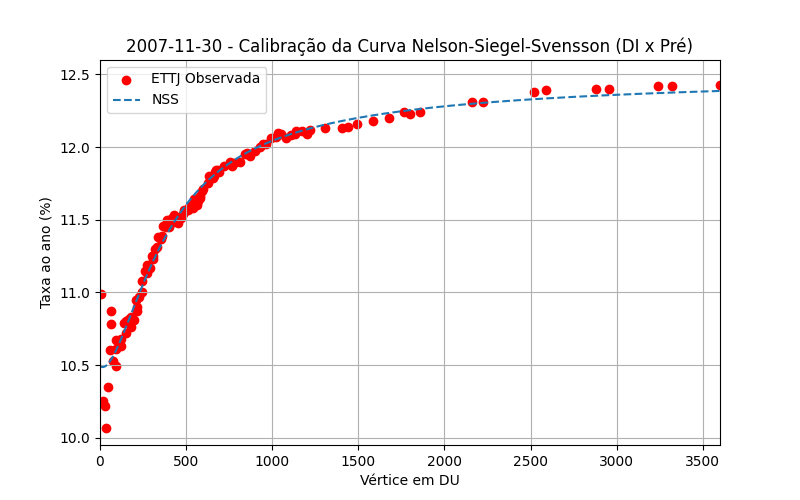 2007-11-30 - Calibração da Curva Nelson-Siegel-Svensson (DI x Pré)
ETTJ Observada
NSS
Taxa ao ano (%)
12.5
12.0
11.5
11.0
10.5
10.0
0 500 1000 1500 2000 2500 3000 3500
Vértice em DU